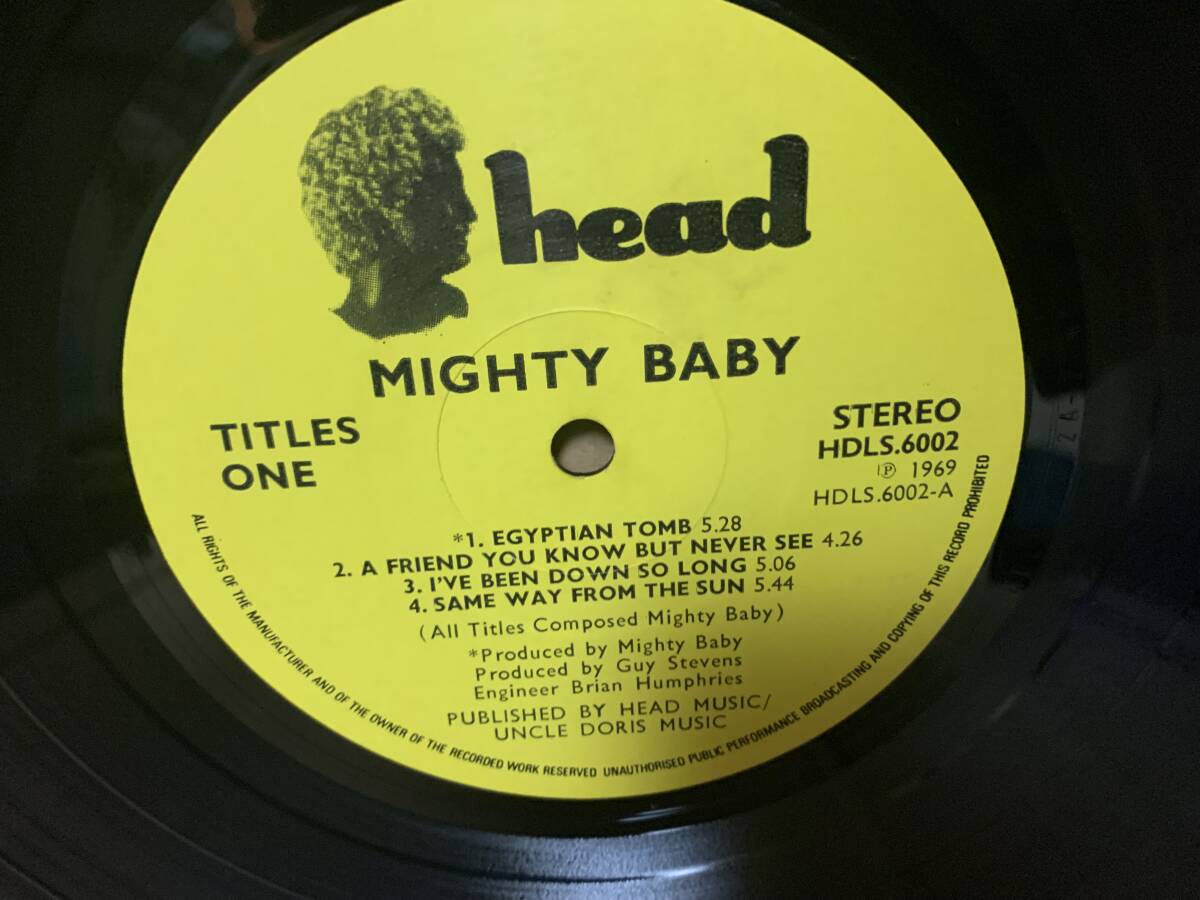 head
MIGHTY BABY
TITLES
ONE
STEREO
HDLS.6002
Ⓟ 1969
HDLS.6002-A
*1. EGYPTIAN TOMB 5.28
2. A FRIEND YOU KNOW BUT NEVER SEE 4.26
3. I'VE BEEN DOWN SO LONG 5.06
4. SAME WAY FROM THE SUN 5.44
(All Titles Composed Mighty Baby)
*Produced by Mighty Baby
Produced by Guy Stevens
Engineer Brian Humphries
PUBLISHED BY HEAD MUSIC/
UNCLE DORIS MUSIC
ALL RIGHTS OF THE MANUFACTURER AND OF THE OWNER OF THE RECORDED WORK RESERVED UNAUTHORISED PUBLIC PERFORMANCE BROADCASTING AND COPYING OF THIS RECORD PROHIBITED